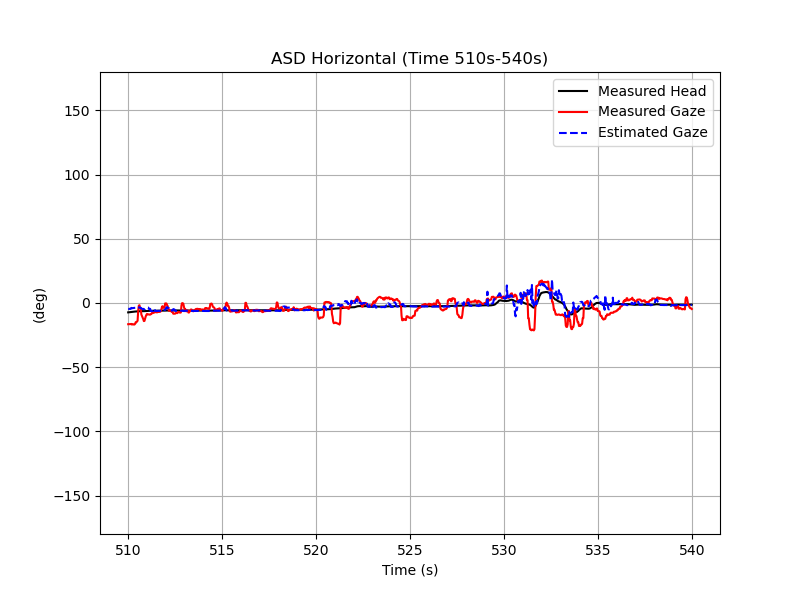 ASD Horizontal (Time 510s-540s)
Measured Head
Measured Gaze
Estimated Gaze
150
100
50
0
−50
−100
−150
(deg)
510 515 520 525 530 535 540
Time (s)